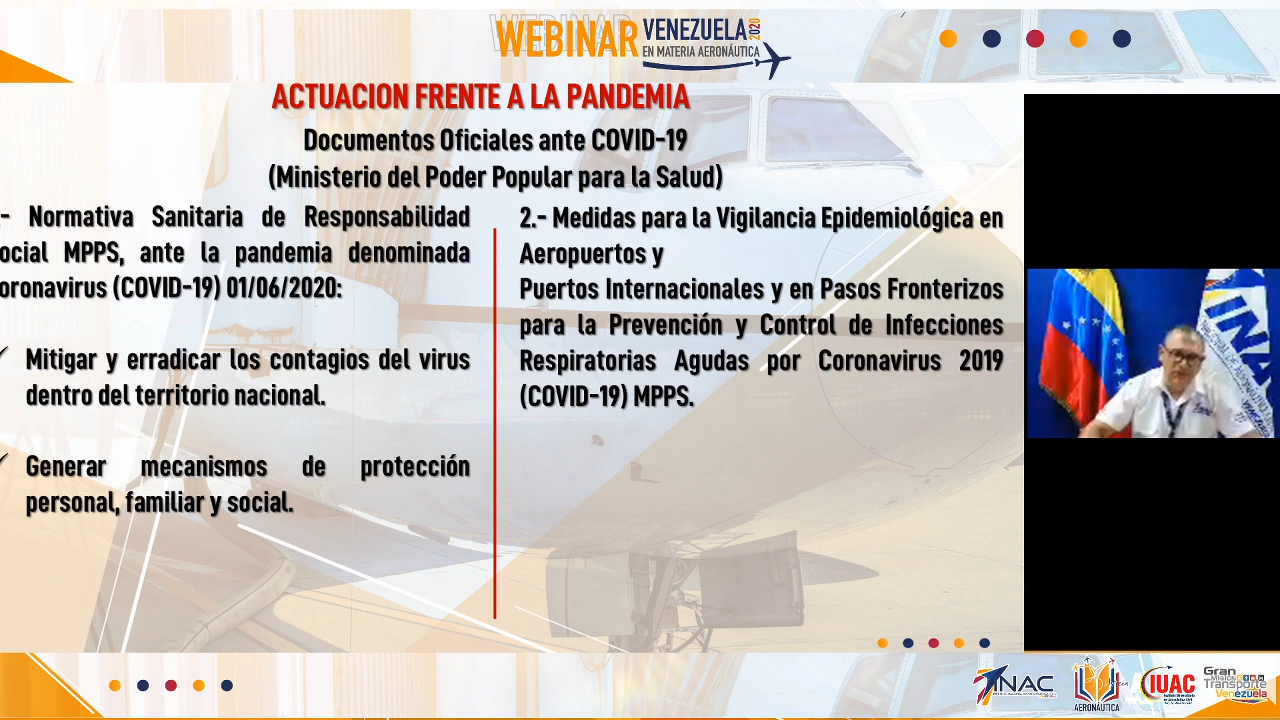 WEBINAR
VENEZUELA 2020
EN MATERIA AERONÁUTICA
ACTUACION FRENTE A LA PANDEMIA
Documentos Oficiales ante COVID-19
(Ministerio del Poder Popular para la Salud)
.- Normativa Sanitaria de Responsabilidad
ocial MPPS, ante la pandemia denominada
oronavirus (COVID-19) 01/06/2020:
Mitigar y erradicar los contagios del virus
dentro del territorio nacional.
Generar mecanismos de protección
personal, familiar y social.
2.- Medidas para la Vigilancia Epidemiológica en
Aeropuertos y
Puertos Internacionales y en Pasos Fronterizos
para la Prevención y Control de Infecciones
Respiratorias Agudas por Coronavirus 2019
(COVID-19) MPPS.
INAC
AERONÁUTICA
IUAC
Gran
Misión
Transporte
Venezuela